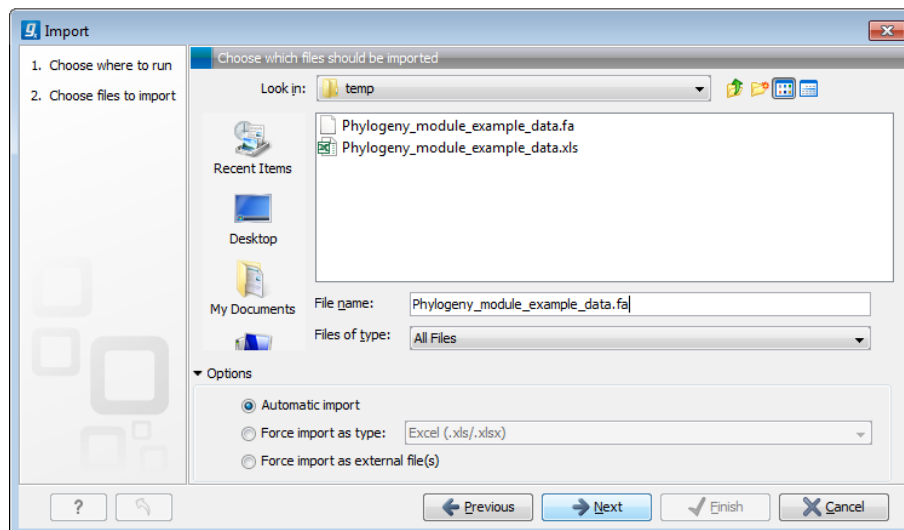 Import
1. Choose where to run
2. Choose files to import
Choose which files should be imported
Look in: temp
Phylogeny_module_example_data.fa
Phylogeny_module_example_data.xls
Recent Items
Desktop
My Documents
File name: Phylogeny_module_example_data.fa
Files of type: All Files
Options
Automatic import
Force import as type: Excel (.xls/.xlsx)
Force import as external file(s)
? Previous Next Finish Cancel